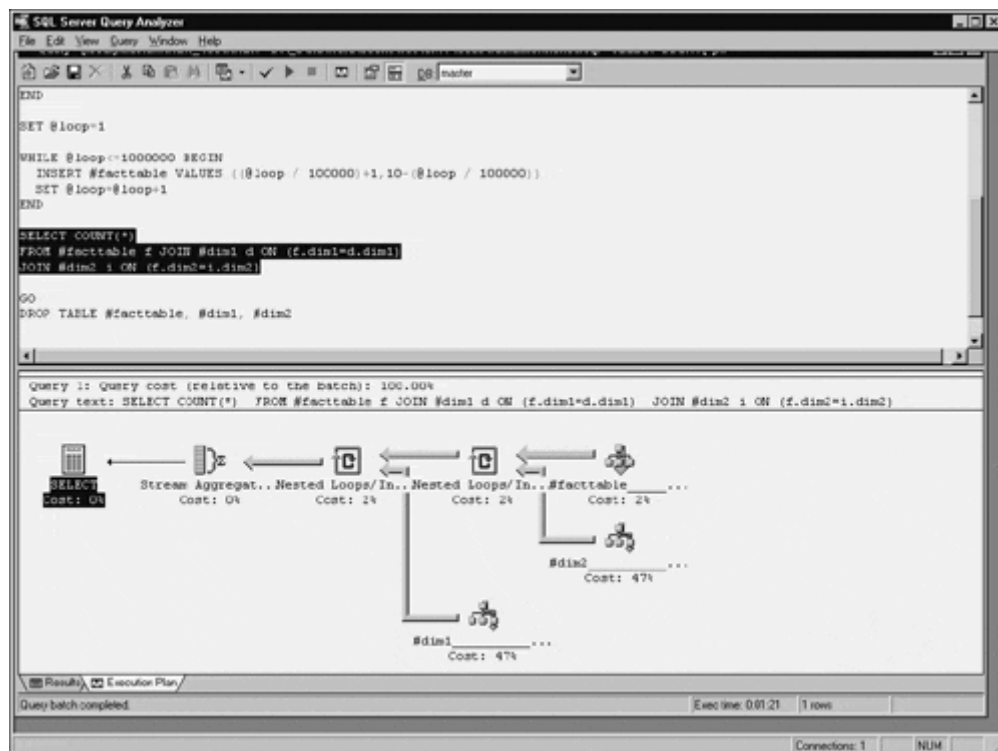 SQL Server Query Analyzer
File Edit View Query Window Help
DB: master
END
SET @loop=1
WHILE @loop<=1000000 BEGIN
INSERT #facttable VALUES ((@loop / 100000)+1,10-(@loop / 100000))
SET @loop=@loop+1
END
SELECT COUNT(*)
FROM #facttable f JOIN #dim1 d ON (f.dim1=d.dim1)
JOIN #dim2 i ON (f.dim2=i.dim2)
GO
DROP TABLE #facttable, #dim1, #dim2
Query 1: Query cost (relative to the batch): 100.00%
Query text: SELECT COUNT(*) FROM #facttable f JOIN #dim1 d ON (f.dim1=d.dim1) JOIN #dim2 i ON (f.dim2=i.dim2)
SELECT Stream Aggregat.. Nested Loops/In.. Nested Loops/In.. #facttable______...
Cost: 0% Cost: 0% Cost: 2% Cost: 2% Cost: 2%
#dim2__________...
Cost: 47%
#dim1__________...
Cost: 47%
Results Execution Plan
Query batch completed. Exec time: 0:01:21 1 rows
Connections: 1 NUM